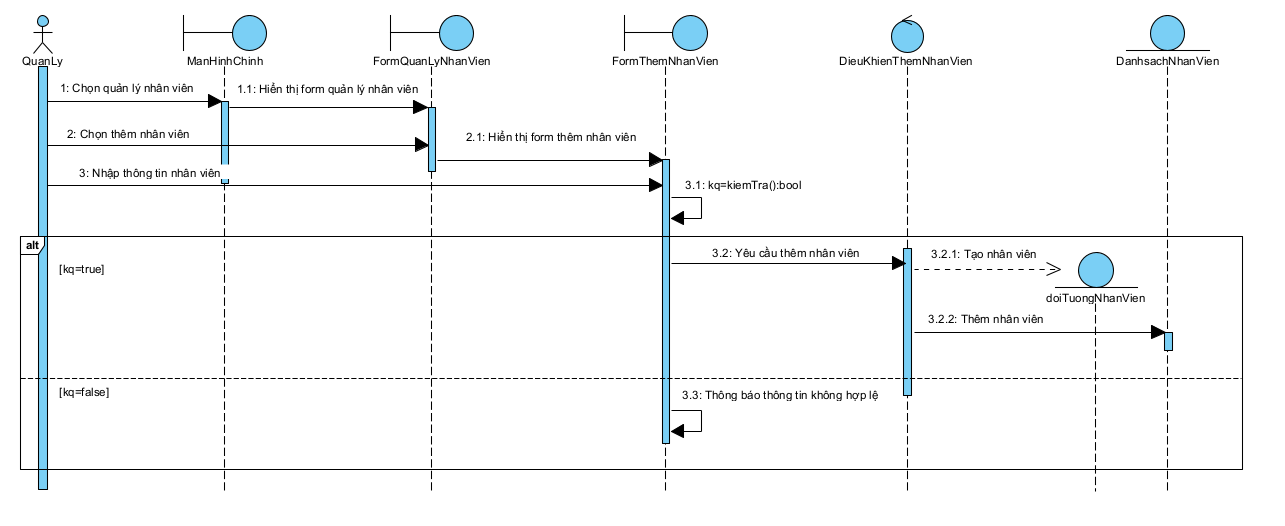 QuanLy
ManHinhChinh
FormQuanLyNhanVien
FormThemNhanVien
DieuKhienThemNhanVien
DanhsachNhanVien
1: Chọn quản lý nhân viên
1.1: Hiển thị form quản lý nhân viên
2: Chọn thêm nhân viên
2.1: Hiển thị form thêm nhân viên
3: Nhập thông tin nhân viên
3.1: kq=kiemTra():bool
alt
[kq=true]
3.2: Yêu cầu thêm nhân viên
3.2.1: Tạo nhân viên
doiTuongNhanVien
3.2.2: Thêm nhân viên
[kq=false]
3.3: Thông báo thông tin không hợp lệ